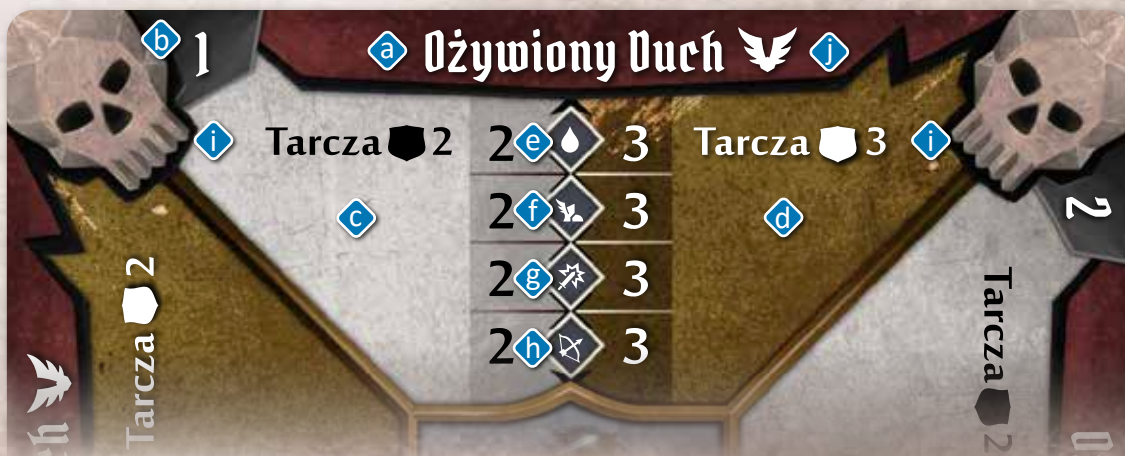 b 1 a Ożywiony Duch j
i Tarcza 2 2 e 3 Tarcza 3 i
c 2 f 3 d
2 g 3
2 h 3
2
Tarcza 2
Tarcza 2
ch
D